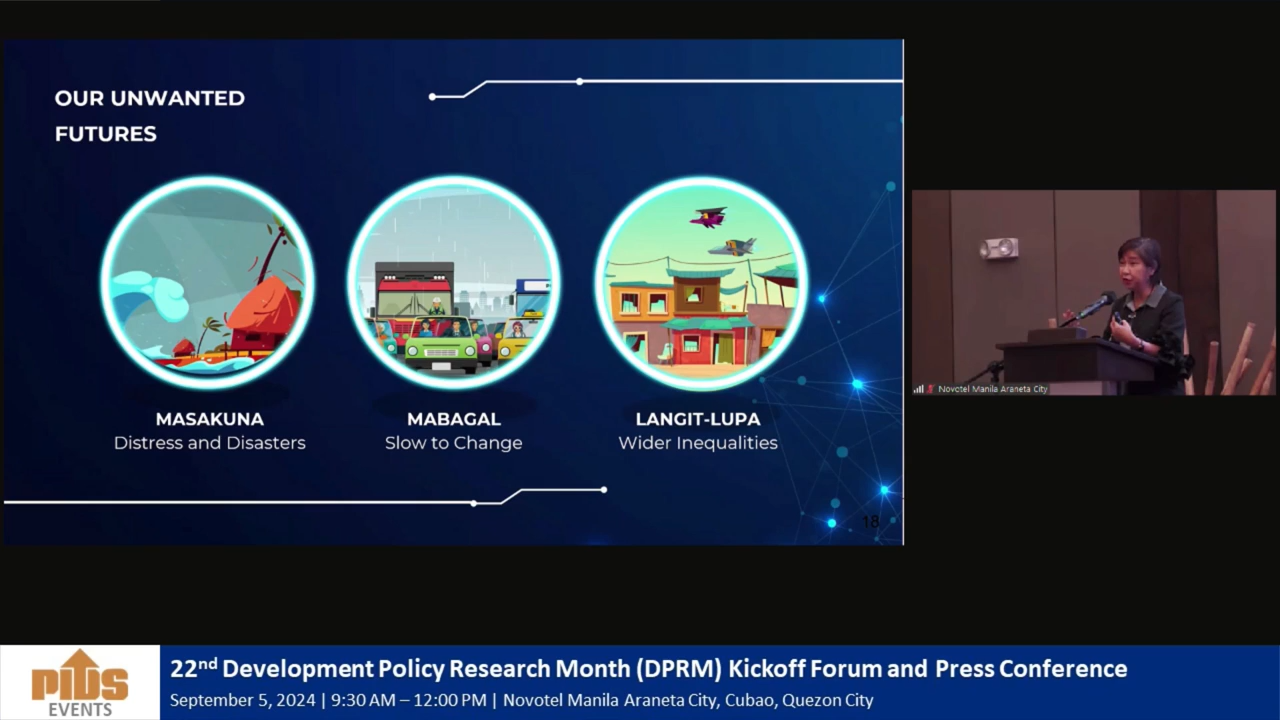 OUR UNWANTED
FUTURES
MASAKUNA
Distress and Disasters
MABAGAL
Slow to Change
LANGIT-LUPA
Wider Inequalities
18
Novotel Manila Araneta City
PIDS
EVENTS
22nd Development Policy Research Month (DPRM) Kickoff Forum and Press Conference
September 5, 2024 | 9:30 AM – 12:00 PM | Novotel Manila Araneta City, Cubao, Quezon City